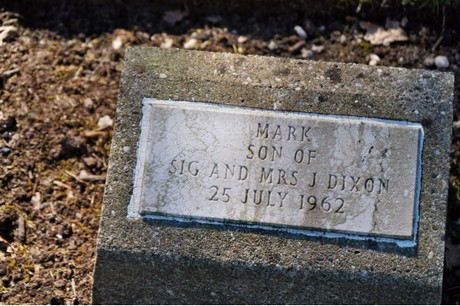 MARK
SON OF
SIG AND MRS J DIXON
25 JULY 1962